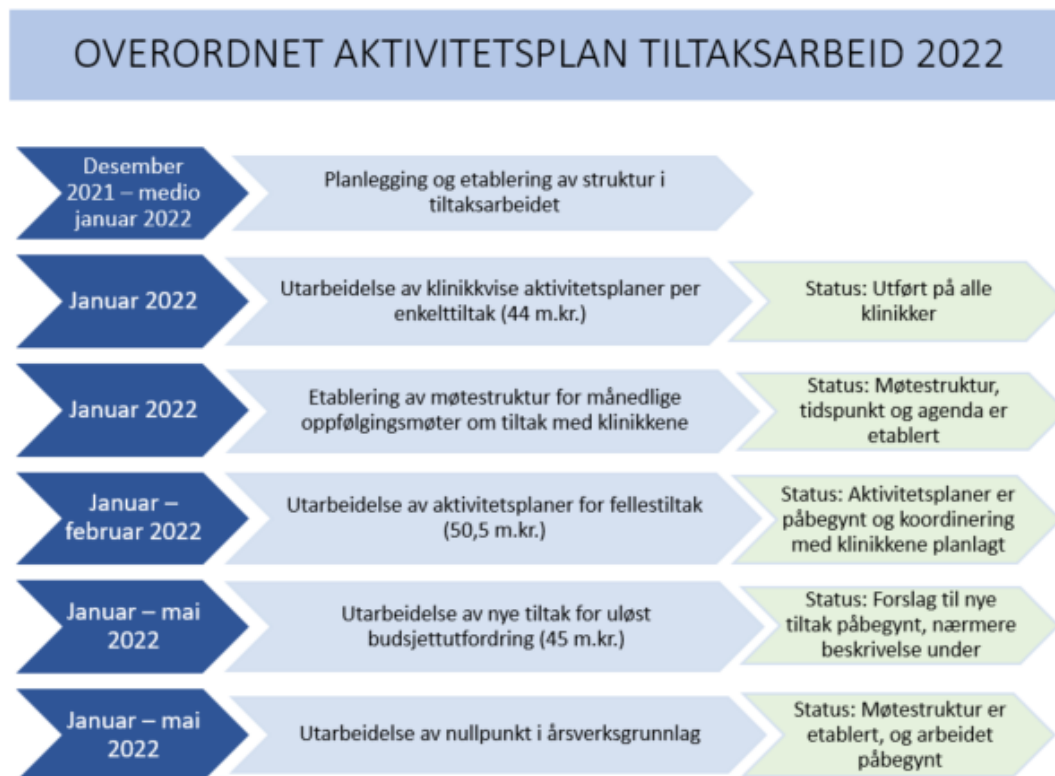 OVERORDNET AKTIVITETSPLAN TILTAKSARBEID 2022
Desember
2021 – medio
januar 2022
Planlegging og etablering av struktur i
tiltaksarbeidet
Januar 2022
Utarbeidelse av klinikkvise aktivitetsplaner per
enkelttiltak (44 m.kr.)
Status: Utført på alle
klinikker
Januar 2022
Etablering av møtestruktur for månedlige
oppfølgingsmøter om tiltak med klinikkene
Status: Møtestruktur,
tidspunkt og agenda er
etablert
Januar –
februar 2022
Utarbeidelse av aktivitetsplaner for fellestiltak
(50,5 m.kr.)
Status: Aktivitetsplaner er
påbegynt og koordinering
med klinikkene planlagt
Januar – mai
2022
Utarbeidelse av nye tiltak for uløst
budsjettutfordring (45 m.kr.)
Status: Forslag til nye
tiltak påbegynt, nærmere
beskrivelse under
Januar – mai
2022
Utarbeidelse av nullpunkt i årsverksgrunnlag
Status: Møtestruktur er
etablert, og arbeidet
påbegynt